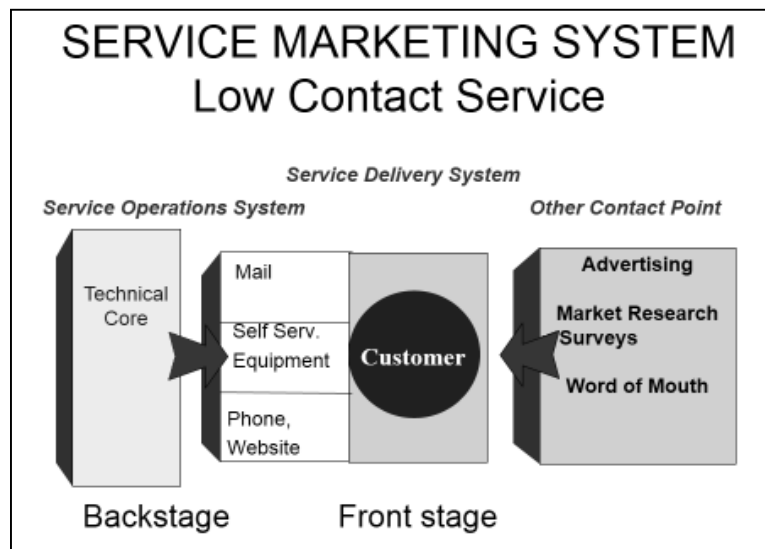 SERVICE MARKETING SYSTEM
Low Contact Service
Service Delivery System
Service Operations System
Other Contact Point
Technical
Core
Mail
Self Serv.
Equipment
Phone,
Website
Customer
Advertising
Market Research
Surveys
Word of Mouth
Backstage
Front stage